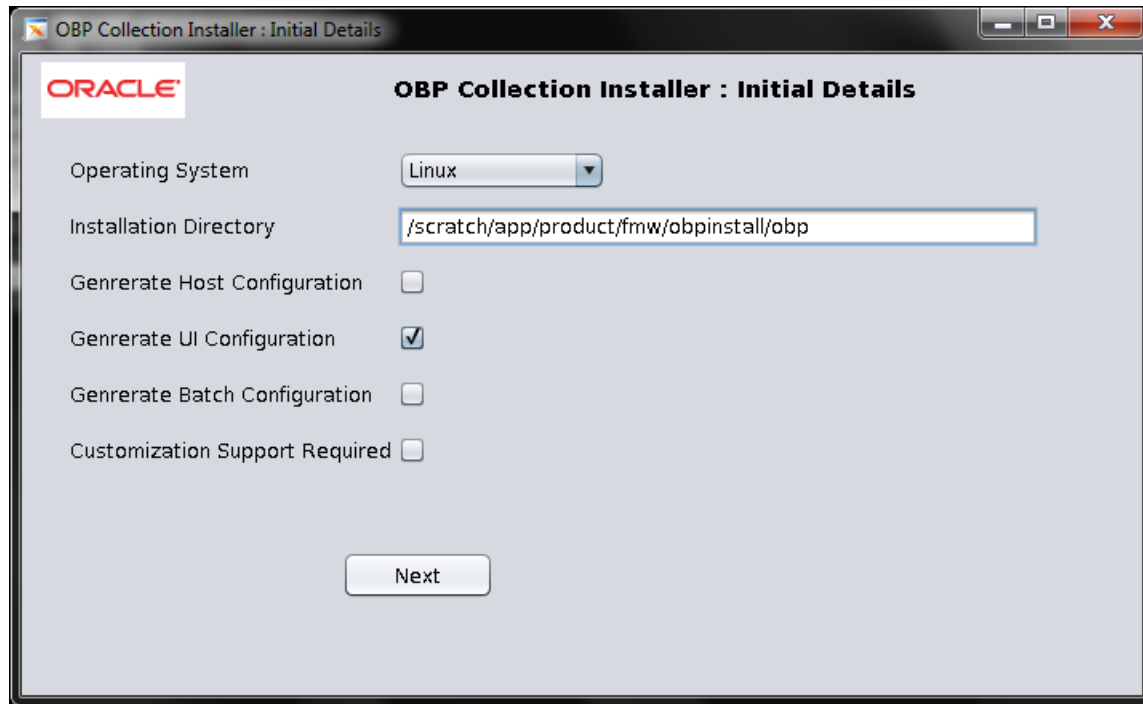 OBP Collection Installer : Initial Details
ORACLE®
OBP Collection Installer : Initial Details
Operating System
Linux
Installation Directory
/scratch/app/product/fmw/obpinstall/obp
Genrerate Host Configuration
Genrerate UI Configuration
Genrerate Batch Configuration
Customization Support Required
Next